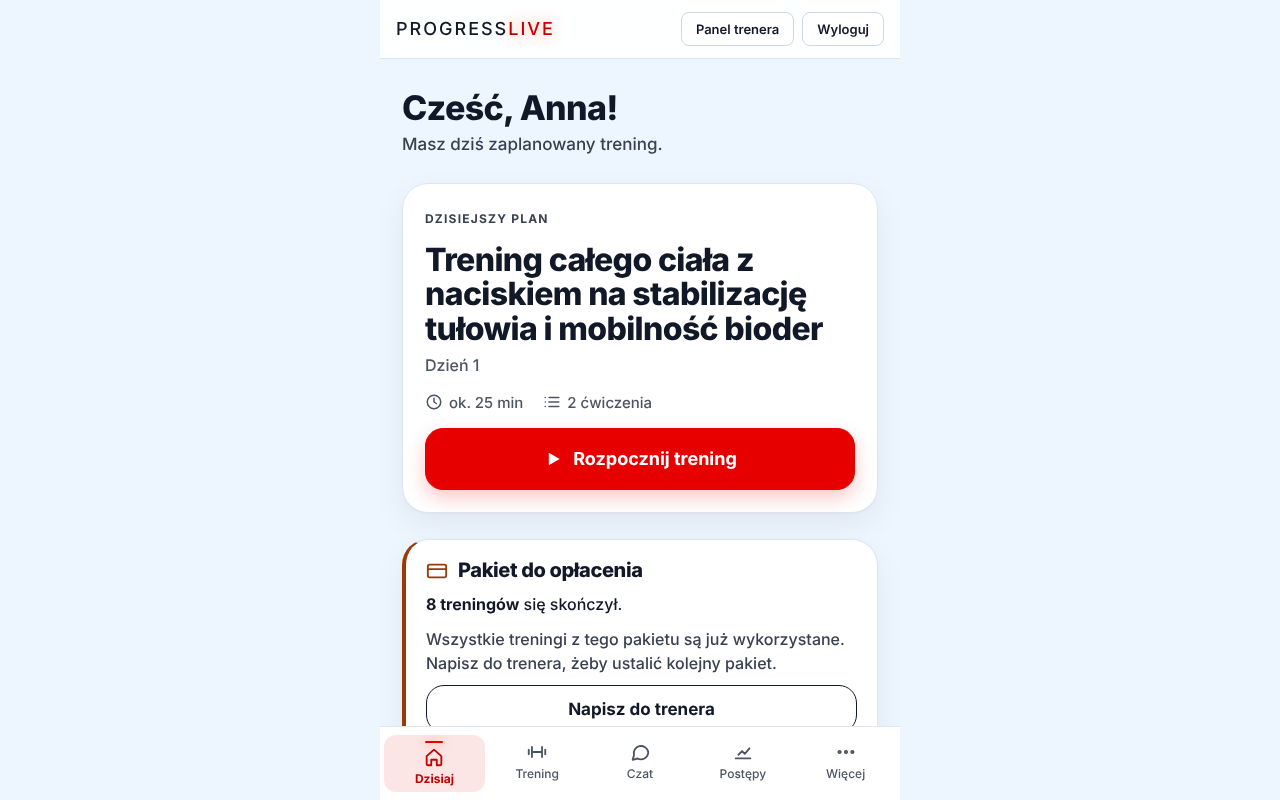 PROGRESSLIVE
Panel trenera
Wyloguj
Cześć, Anna!
Masz dziś zaplanowany trening.
DZISIEJSZY PLAN
Trening całego ciała z
naciskiem na stabilizację
tułowia i mobilność bioder
Dzień 1
ok. 25 min
2 ćwiczenia
Rozpocznij trening
Pakiet do opłacenia
8 treningów się skończył.
Wszystkie treningi z tego pakietu są już wykorzystane.
Napisz do trenera, żeby ustalić kolejny pakiet.
Napisz do trenera
Dzisiaj
Trening
Czat
Postępy
Więcej